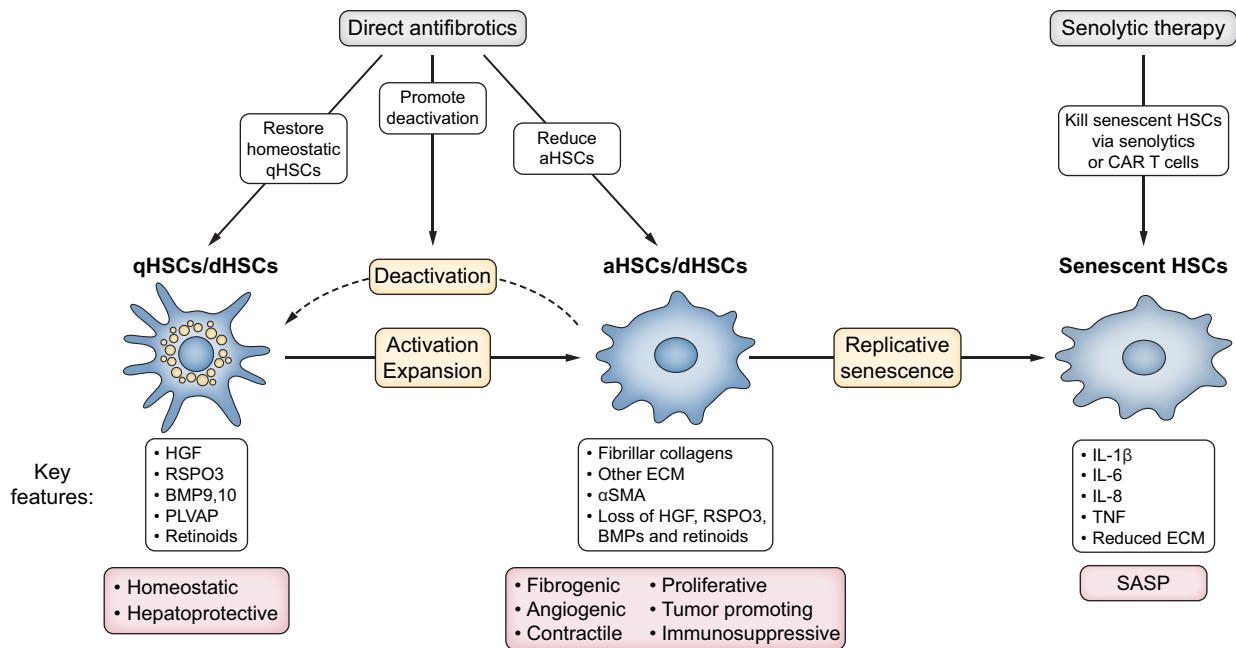 Direct antifibrotics
Senolytic therapy
Restore
homeostatic
qHSCs
Promote
deactivation
Reduce
aHSCs
Kill senescent HSCs
via senolytics
or CAR T cells
qHSCs/dHSCs
Deactivation
aHSCs/dHSCs
Senescent HSCs
Activation
Expansion
Replicative
senescence
Key
features:
• HGF
• RSPO3
• BMP9,10
• PLVAP
• Retinoids
• Homeostatic
• Hepatoprotective
• Fibrillar collagens
• Other ECM
• αSMA
• Loss of HGF, RSPO3,
BMPs and retinoids
• Fibrogenic
• Angiogenic
• Contractile
• Proliferative
• Tumor promoting
• Immunosuppressive
• IL-1β
• IL-6
• IL-8
• TNF
• Reduced ECM
SASP